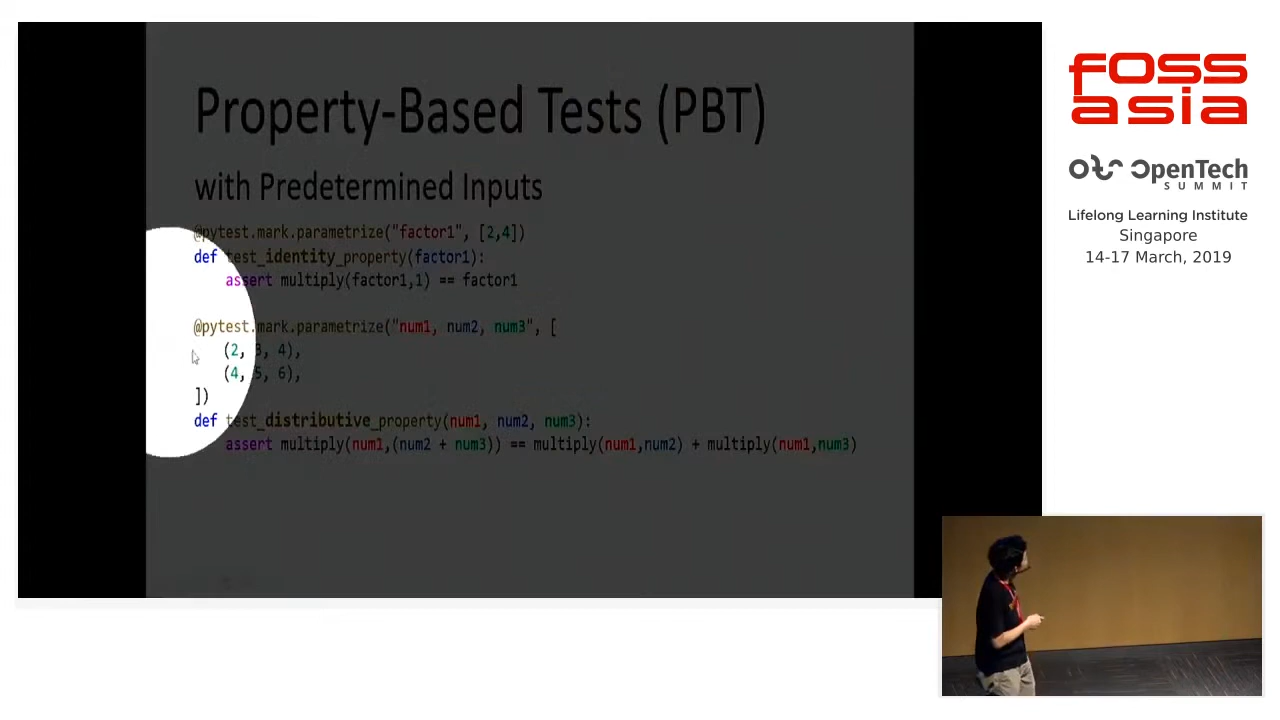 Property-Based Tests (PBT)
with Predetermined Inputs
@pytest.mark.parametrize("factor1", [2,4])
def test_identity_property(factor1):
    assert multiply(factor1,1) == factor1
@pytest.mark.parametrize("num1, num2, num3", [
    (2, 3, 4),
    (4, 5, 6),
])
def test_distributive_property(num1, num2, num3):
    assert multiply(num1,(num2 + num3)) == multiply(num1,num2) + multiply(num1,num3)
FOSS
asia
OpenTech
SUMMIT
Lifelong Learning Institute
Singapore
14-17 March, 2019